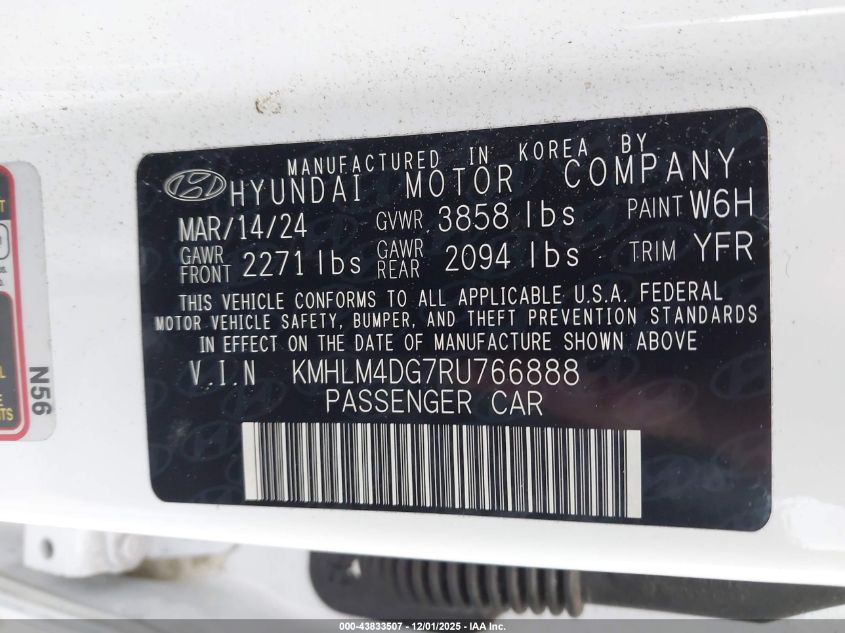 MANUFACTURED IN KOREA BY
HYUNDAI MOTOR COMPANY
MAR/14/24 GVWR 3858 lbs PAINT W6H
GAWR FRONT 2271 lbs GAWR REAR 2094 lbs TRIM YFR
THIS VEHICLE CONFORMS TO ALL APPLICABLE U.S.A. FEDERAL
MOTOR VEHICLE SAFETY, BUMPER, AND THEFT PREVENTION STANDARDS
IN EFFECT ON THE DATE OF MANUFACTURE SHOWN ABOVE
V.I.N KMHLM4DG7RU766888
PASSENGER CAR
N56
000-43833507 - 12/01/2025 - © IAA Holdings, LLC